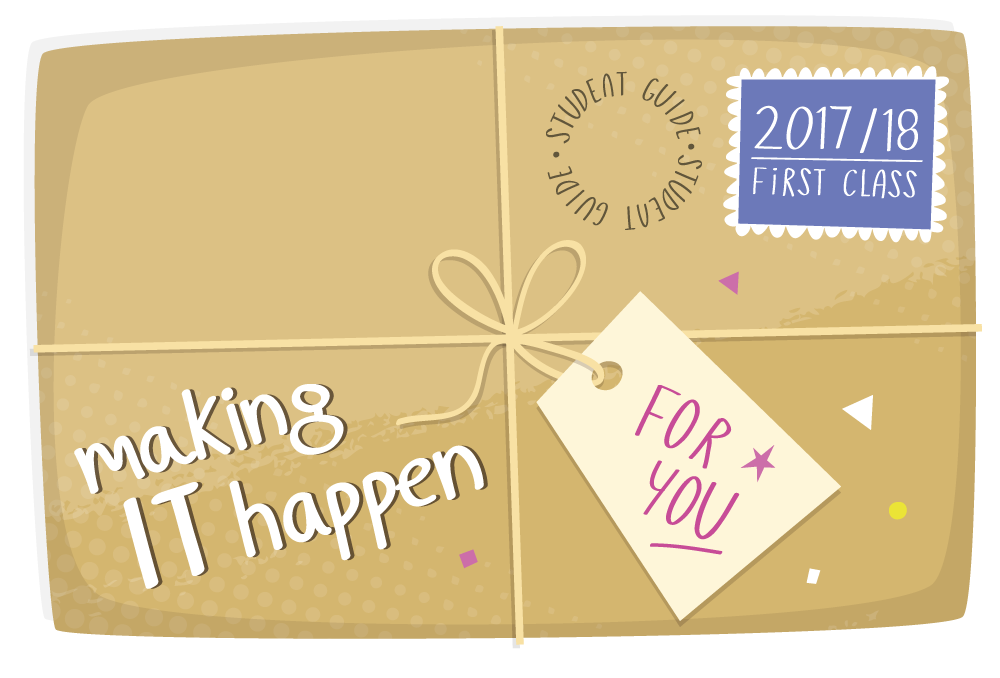 STUDENT GUIDE • STUDENT GUIDE •
2017/18
FiRST CLASS
making
IT happen
FOR
YOU